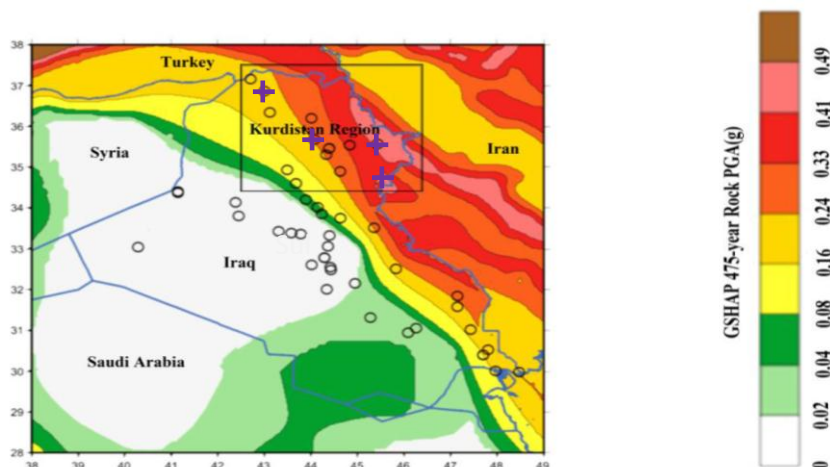 38
Turkey
37
36
Kurdistan Region
Syria
Iran
35
34
33
Iraq
32
31
Saudi Arabia
30
29
28
38 39 40 41 42 43 44 45 46 47 48 49
GSHAP 475-year Rock PGA(g)
0.49
0.41
0.33
0.24
0.16
0.08
0.04
0.02
0